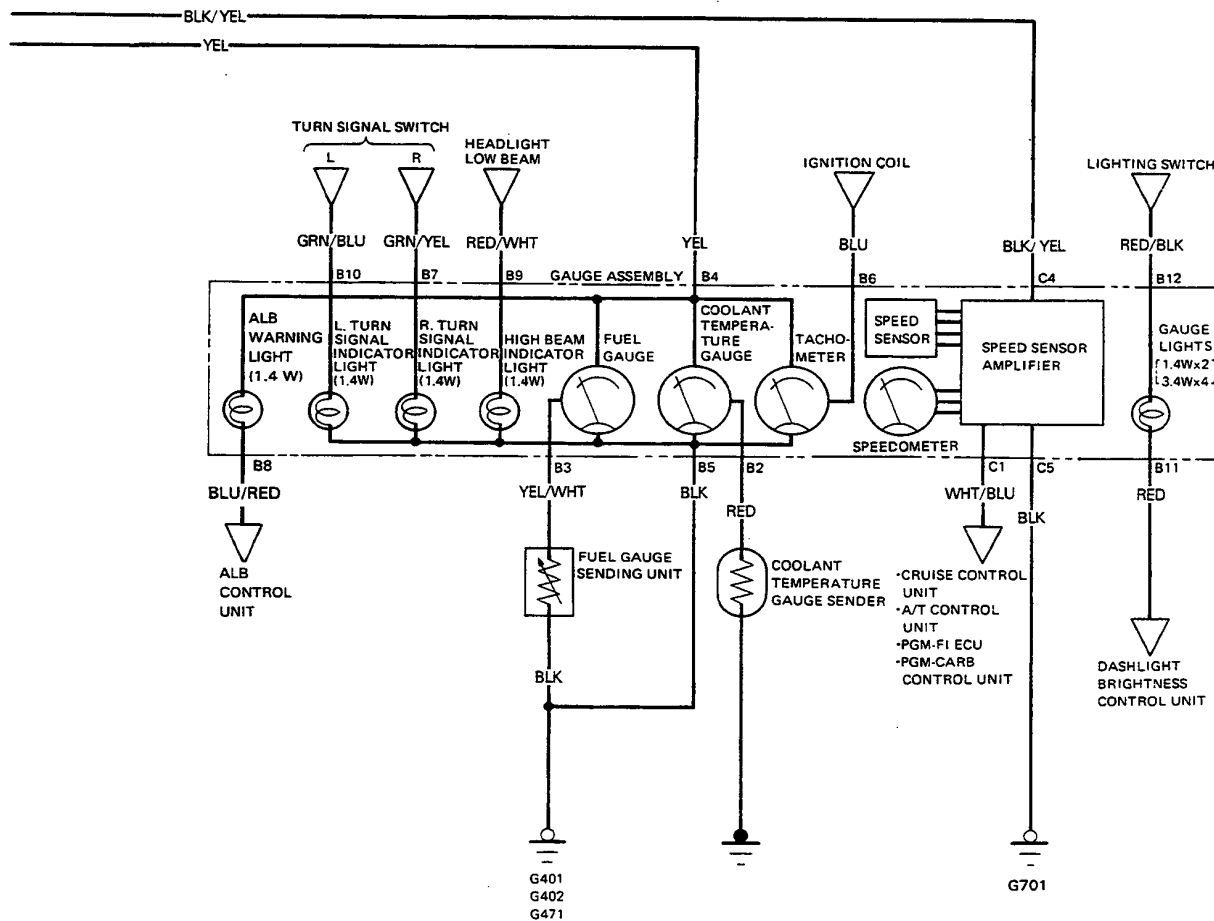 BLK/YEL
YEL
TURN SIGNAL SWITCH
L
R
HEADLIGHT
LOW BEAM
IGNITION COIL
LIGHTING SWITCH
GRN/BLU
GRN/YEL
RED/WHT
YEL
BLU
BLK/YEL
RED/BLK
B10
B7
B9
GAUGE ASSEMBLY
B4
B6
C4
B12
ALB
WARNING
LIGHT
(1.4 W)
L. TURN
SIGNAL
INDICATOR
LIGHT
(1.4W)
R. TURN
SIGNAL
INDICATOR
LIGHT
(1.4W)
HIGH BEAM
INDICATOR
LIGHT
(1.4W)
FUEL
GAUGE
COOLANT
TEMPERA-
TURE
GAUGE
TACHO-
METER
SPEED
SENSOR
SPEED SENSOR
AMPLIFIER
GAUGE
LIGHTS
1.4Wx2
3.4Wx4
SPEEDOMETER
B8
B3
B5
B2
C1
C5
B11
BLU/RED
YEL/WHT
BLK
RED
WHT/BLU
BLK
RED
ALB
CONTROL
UNIT
FUEL GAUGE
SENDING UNIT
COOLANT
TEMPERATURE
GAUGE SENDER
•CRUISE CONTROL
UNIT
•A/T CONTROL
UNIT
•PGM-FI ECU
•PGM-CARB
CONTROL UNIT
DASHLIGHT
BRIGHTNESS
CONTROL UNIT
BLK
G401
G402
G471
G701